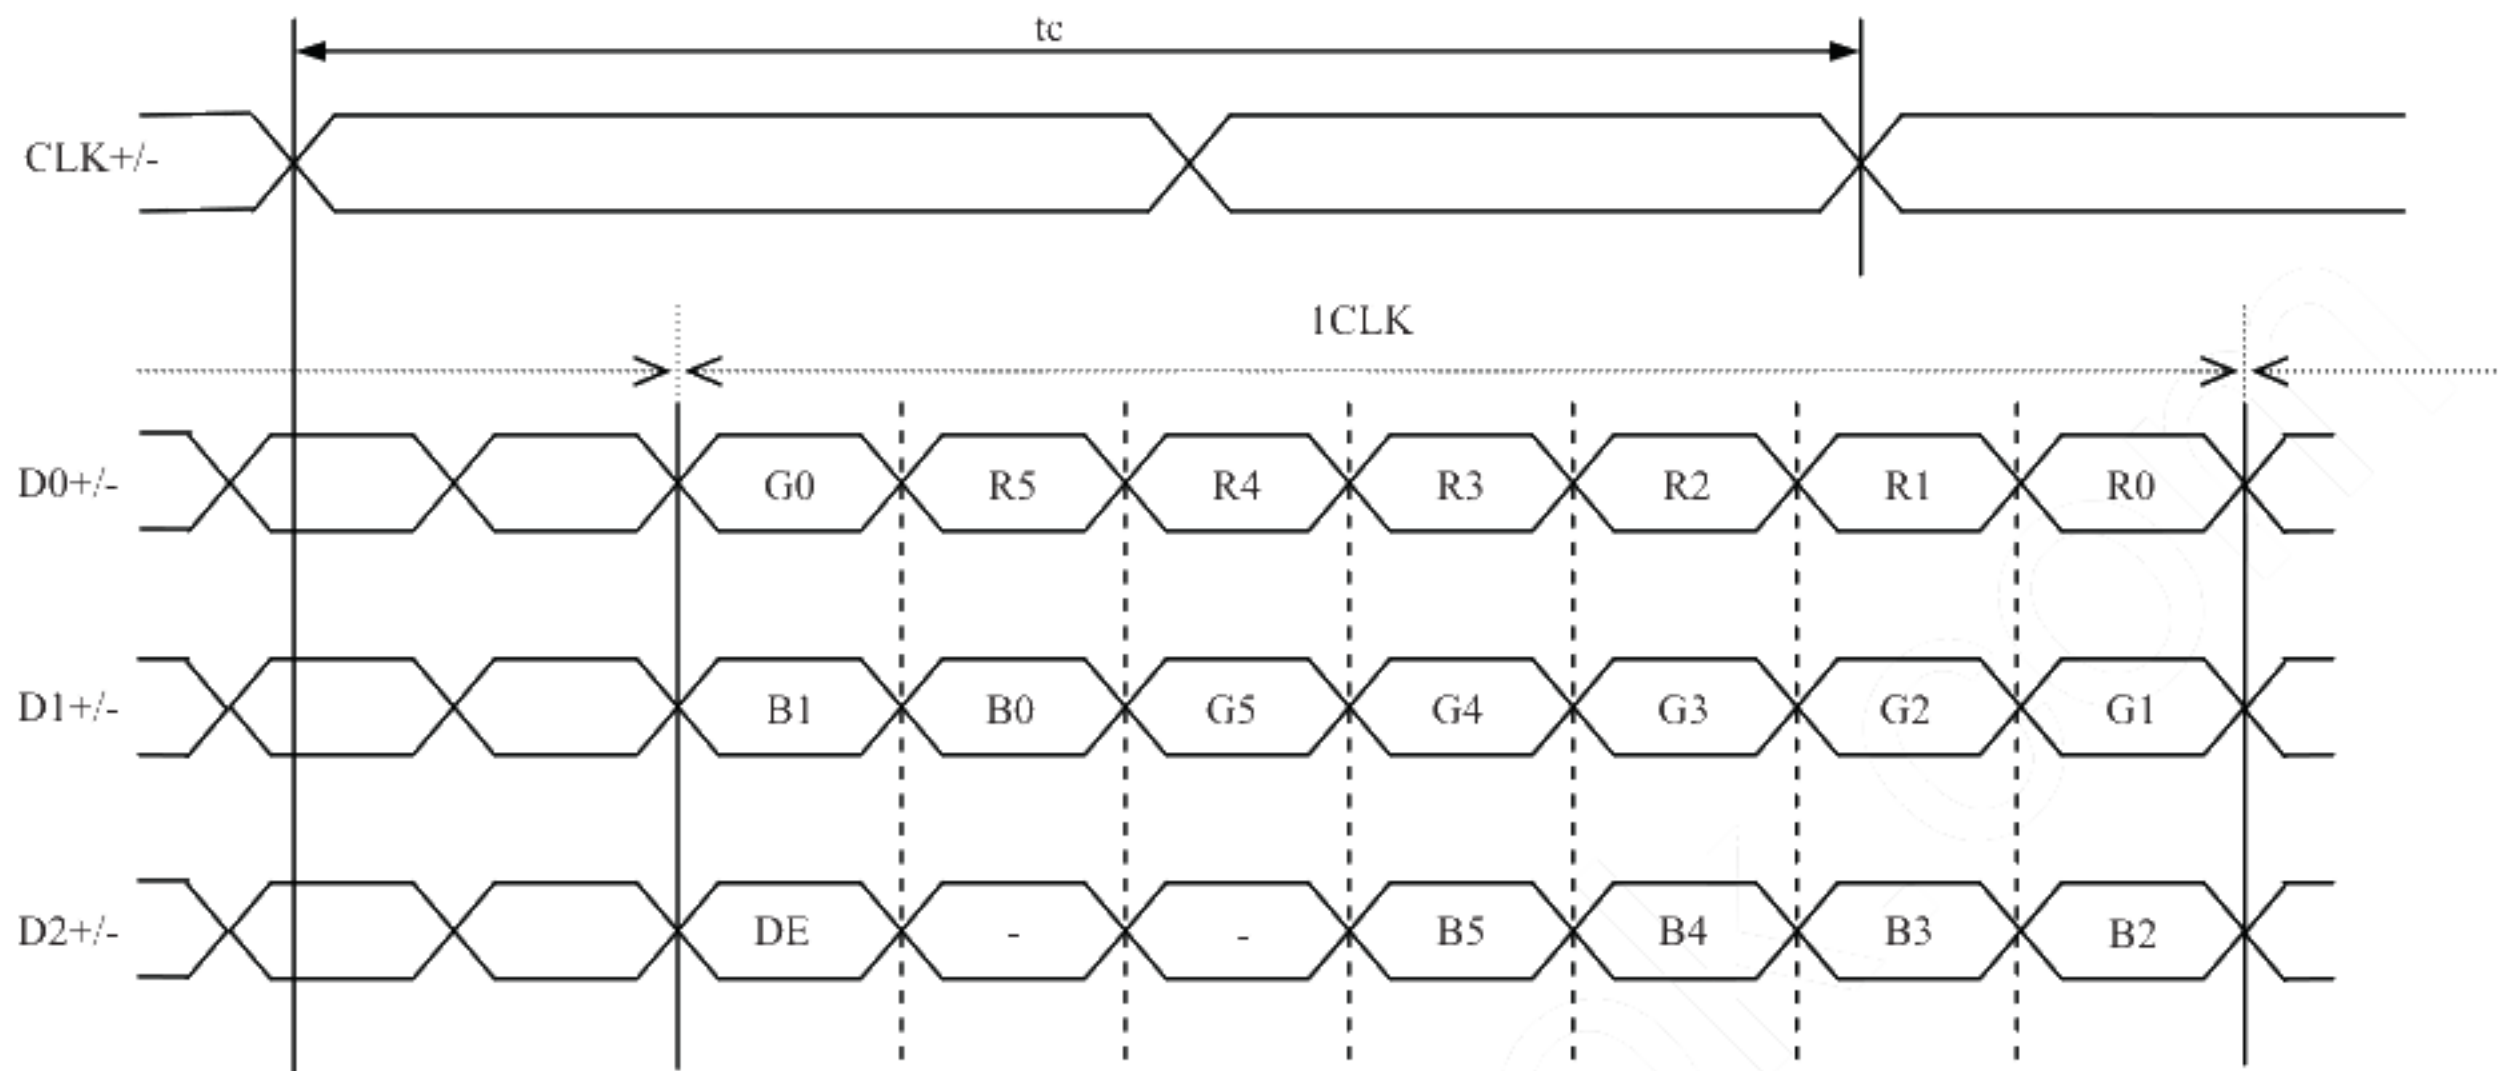 tc
CLK+/-
1CLK
D0+/- G0 R5 R4 R3 R2 R1 R0
D1+/- B1 B0 G5 G4 G3 G2 G1
D2+/- DE - - B5 B4 B3 B2